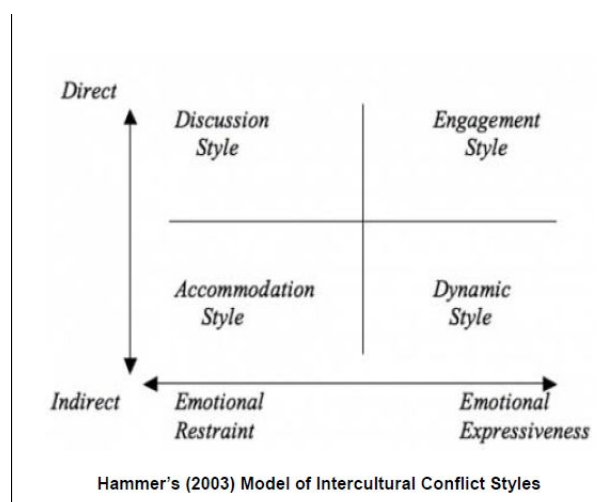 Direct
Discussion
Style
Engagement
Style
Accommodation
Style
Dynamic
Style
Indirect
Emotional
Restraint
Emotional
Expressiveness
Hammer's (2003) Model of Intercultural Conflict Styles